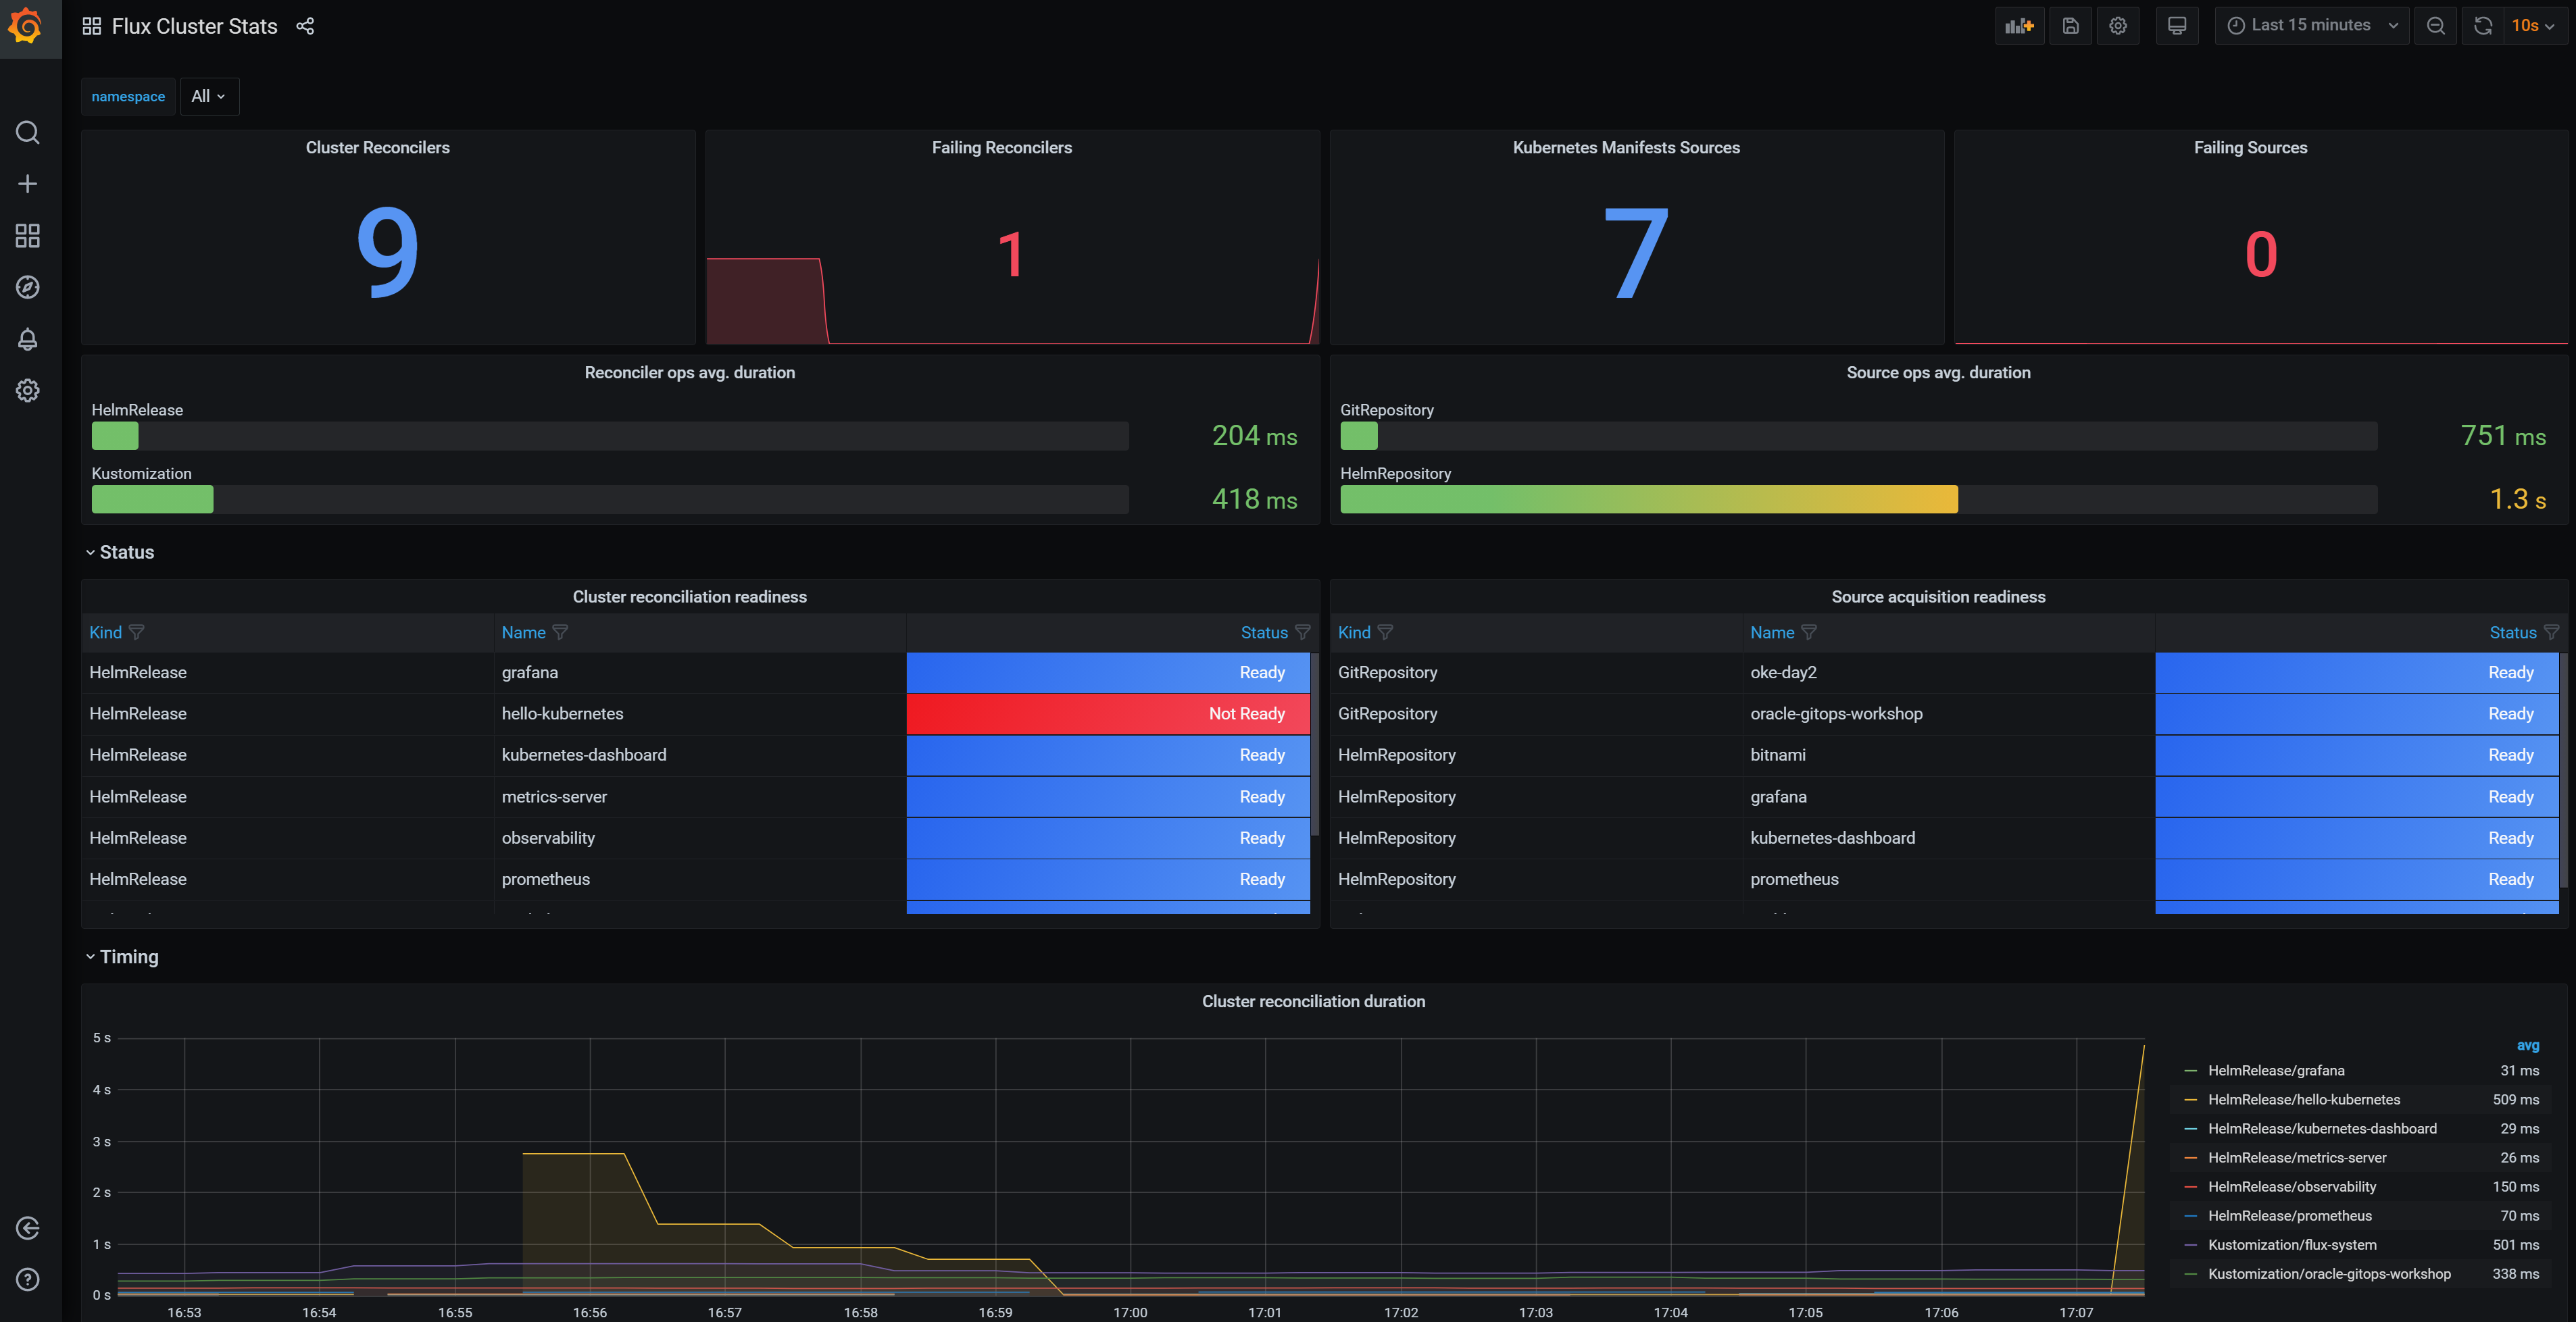 Flux Cluster Stats
Last 15 minutes
10s
namespace All
Cluster Reconcilers
9
Failing Reconcilers
1
Kubernetes Manifests Sources
7
Failing Sources
0
Reconciler ops avg. duration
HelmRelease
204 ms
Kustomization
418 ms
Source ops avg. duration
GitRepository
751 ms
HelmRepository
1.3 s
Status
Cluster reconciliation readiness
Kind Name Status
HelmRelease grafana Ready
HelmRelease hello-kubernetes Not Ready
HelmRelease kubernetes-dashboard Ready
HelmRelease metrics-server Ready
HelmRelease observability Ready
HelmRelease prometheus Ready
Source acquisition readiness
Kind Name Status
GitRepository oke-day2 Ready
GitRepository oracle-gitops-workshop Ready
HelmRepository bitnami Ready
HelmRepository grafana Ready
HelmRepository kubernetes-dashboard Ready
HelmRepository prometheus Ready
Timing
Cluster reconciliation duration
5 s
4 s
3 s
2 s
1 s
0 s
16:53 16:54 16:55 16:56 16:57 16:58 16:59 17:00 17:01 17:02 17:03 17:04 17:05 17:06 17:07
avg
HelmRelease/grafana 31 ms
HelmRelease/hello-kubernetes 509 ms
HelmRelease/kubernetes-dashboard 29 ms
HelmRelease/metrics-server 26 ms
HelmRelease/observability 150 ms
HelmRelease/prometheus 70 ms
Kustomization/flux-system 501 ms
Kustomization/oracle-gitops-workshop 338 ms